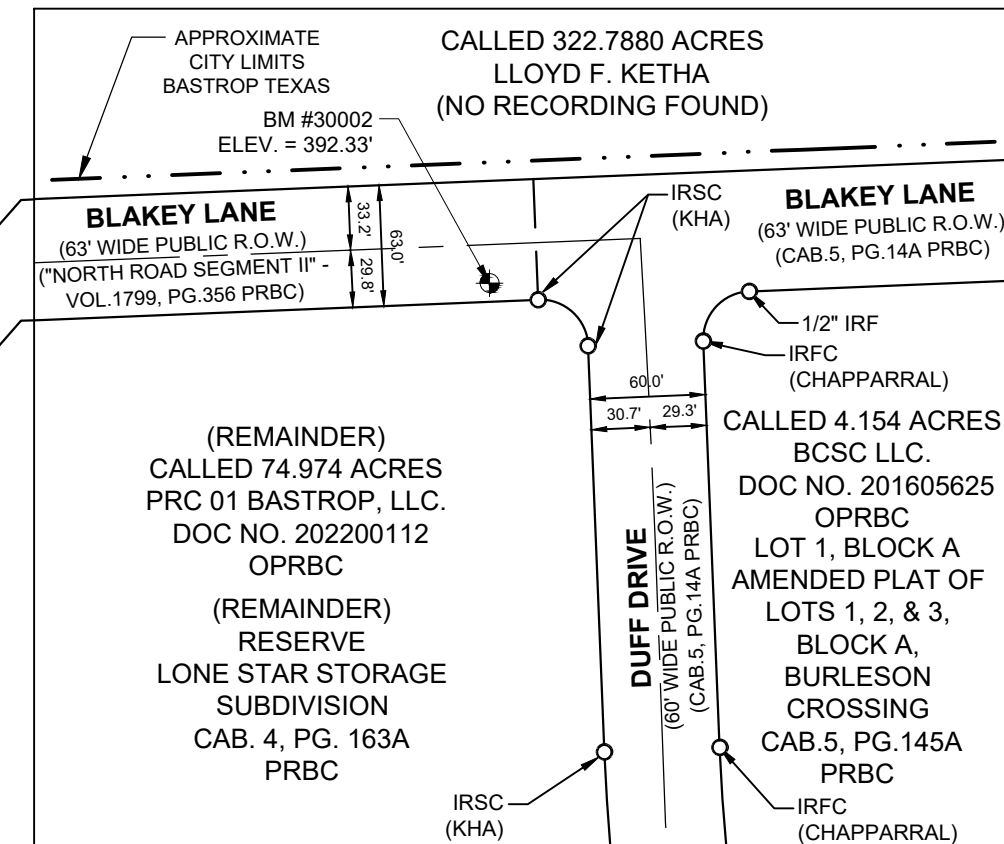 APPROXIMATE
CITY LIMITS
BASTROP TEXAS
CALLED 322.7880 ACRES
LLOYD F. KETHA
(NO RECORDING FOUND)
BM #30002
ELEV. = 392.33'
BLAKEY LANE
(63' WIDE PUBLIC R.O.W.)
("NORTH ROAD SEGMENT II" -
VOL.1799, PG.356 PRBC)
33.2'
29.8'
63.0'
IRSC
(KHA)
BLAKEY LANE
(63' WIDE PUBLIC R.O.W.)
(CAB.5, PG.14A PRBC)
1/2" IRF
IRFC
(CHAPPARRAL)
60.0'
30.7'
29.3'
(REMAINDER)
CALLED 74.974 ACRES
PRC 01 BASTROP, LLC.
DOC NO. 202200112
OPRBC
(REMAINDER)
RESERVE
LONE STAR STORAGE
SUBDIVISION
CAB. 4, PG. 163A
PRBC
DUFF DRIVE
(60' WIDE PUBLIC R.O.W.)
(CAB.5, PG.14A PRBC)
CALLED 4.154 ACRES
BCSC LLC.
DOC NO. 201605625
OPRBC
LOT 1, BLOCK A
AMENDED PLAT OF
LOTS 1, 2, & 3,
BLOCK A,
BURLESON
CROSSING
CAB.5, PG.145A
PRBC
IRSC
(KHA)
IRFC
(CHAPPARRAL)